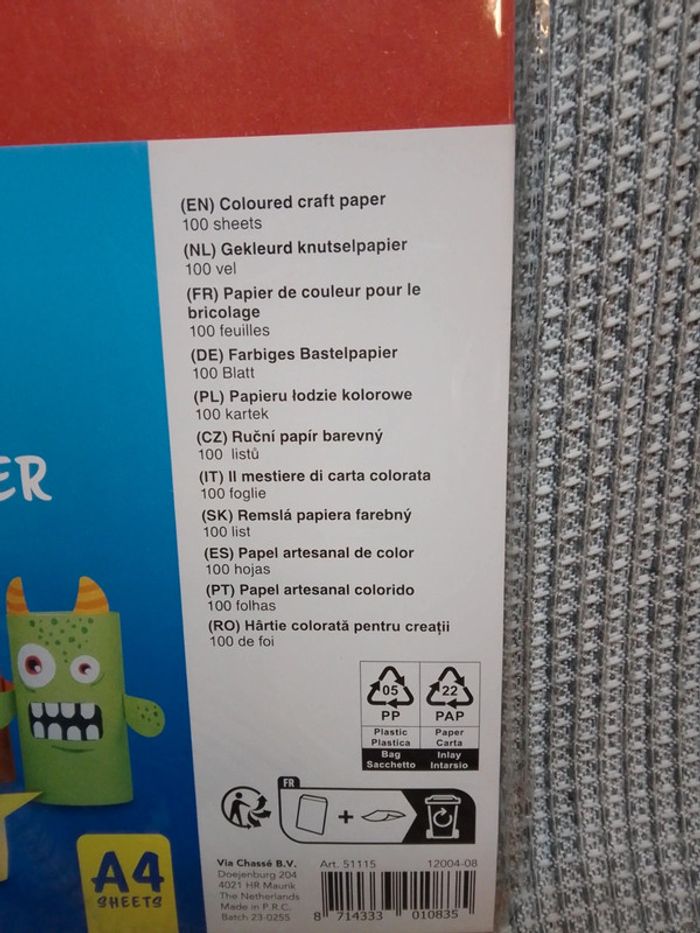 (EN) Coloured craft paper
100 sheets
(NL) Gekleurd knutselpapier
100 vel
(FR) Papier de couleur pour le
bricolage
100 feuilles
(DE) Farbiges Bastelpapier
100 Blatt
(PL) Papieru łodzie kolorowe
100 kartek
(CZ) Ruční papír barevný
100 listů
(IT) Il mestiere di carta colorata
100 foglie
(SK) Remslá papiera farebný
100 list
(ES) Papel artesanal de color
100 hojas
(PT) Papel artesanal colorido
100 folhas
(RO) Hârtie colorată pentru creații
100 de foi
ER
05 22
PP PAP
Plastic Paper
Plastica Carta
Bag Inlay
Sacchetto Intarsio
FR
+
A4
SHEETS
Via Chassé B.V. Art. 51115 12004-08
Doejenburg 204
4021 HR Maurik
The Netherlands
Made in P.R.C.
Batch 23-0255
8 714333 010835